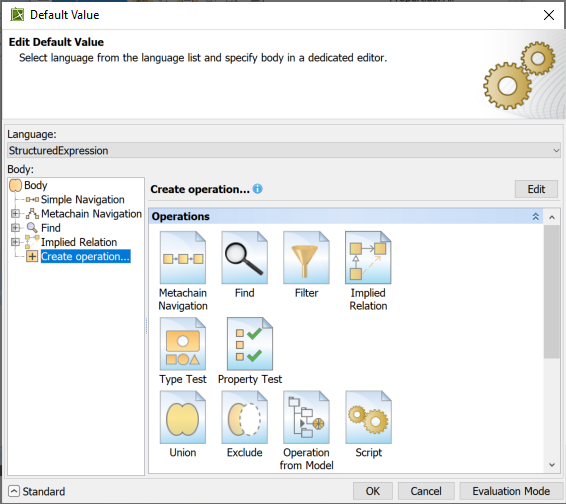 Default Value
Edit Default Value
Select language from the language list and specify body in a dedicated editor.
Language:
StructuredExpression
Body:
Body
Simple Navigation
Metachain Navigation
Find
Implied Relation
Create operation...
Create operation...
Edit
Operations
Metachain Navigation
Find
Filter
Implied Relation
Type Test
Property Test
Union
Exclude
Operation from Model
Script
Standard
OK
Cancel
Evaluation Mode